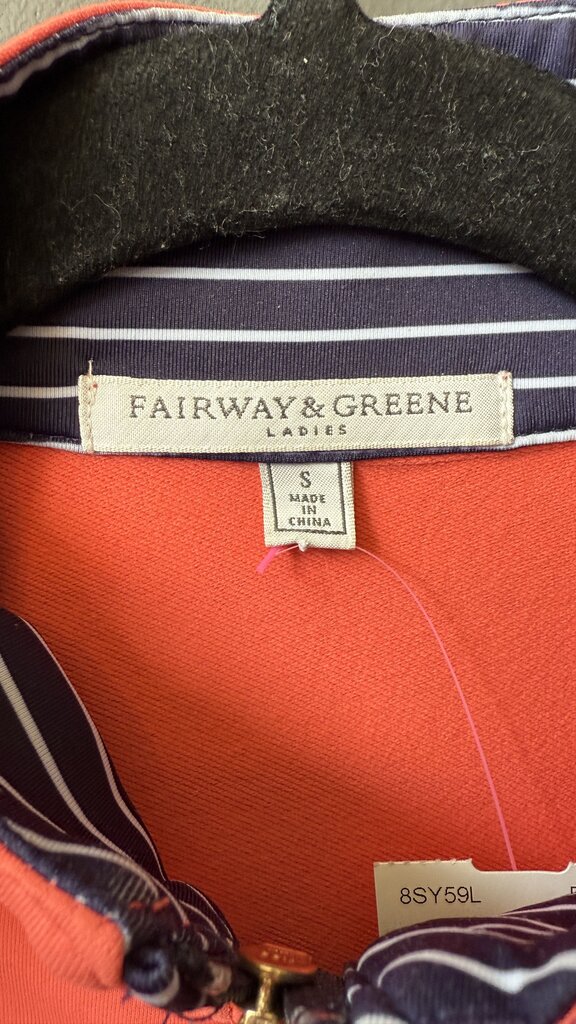 FAIRWAY & GREENE
LADIES
S
MADE
IN
CHINA
8SY59L